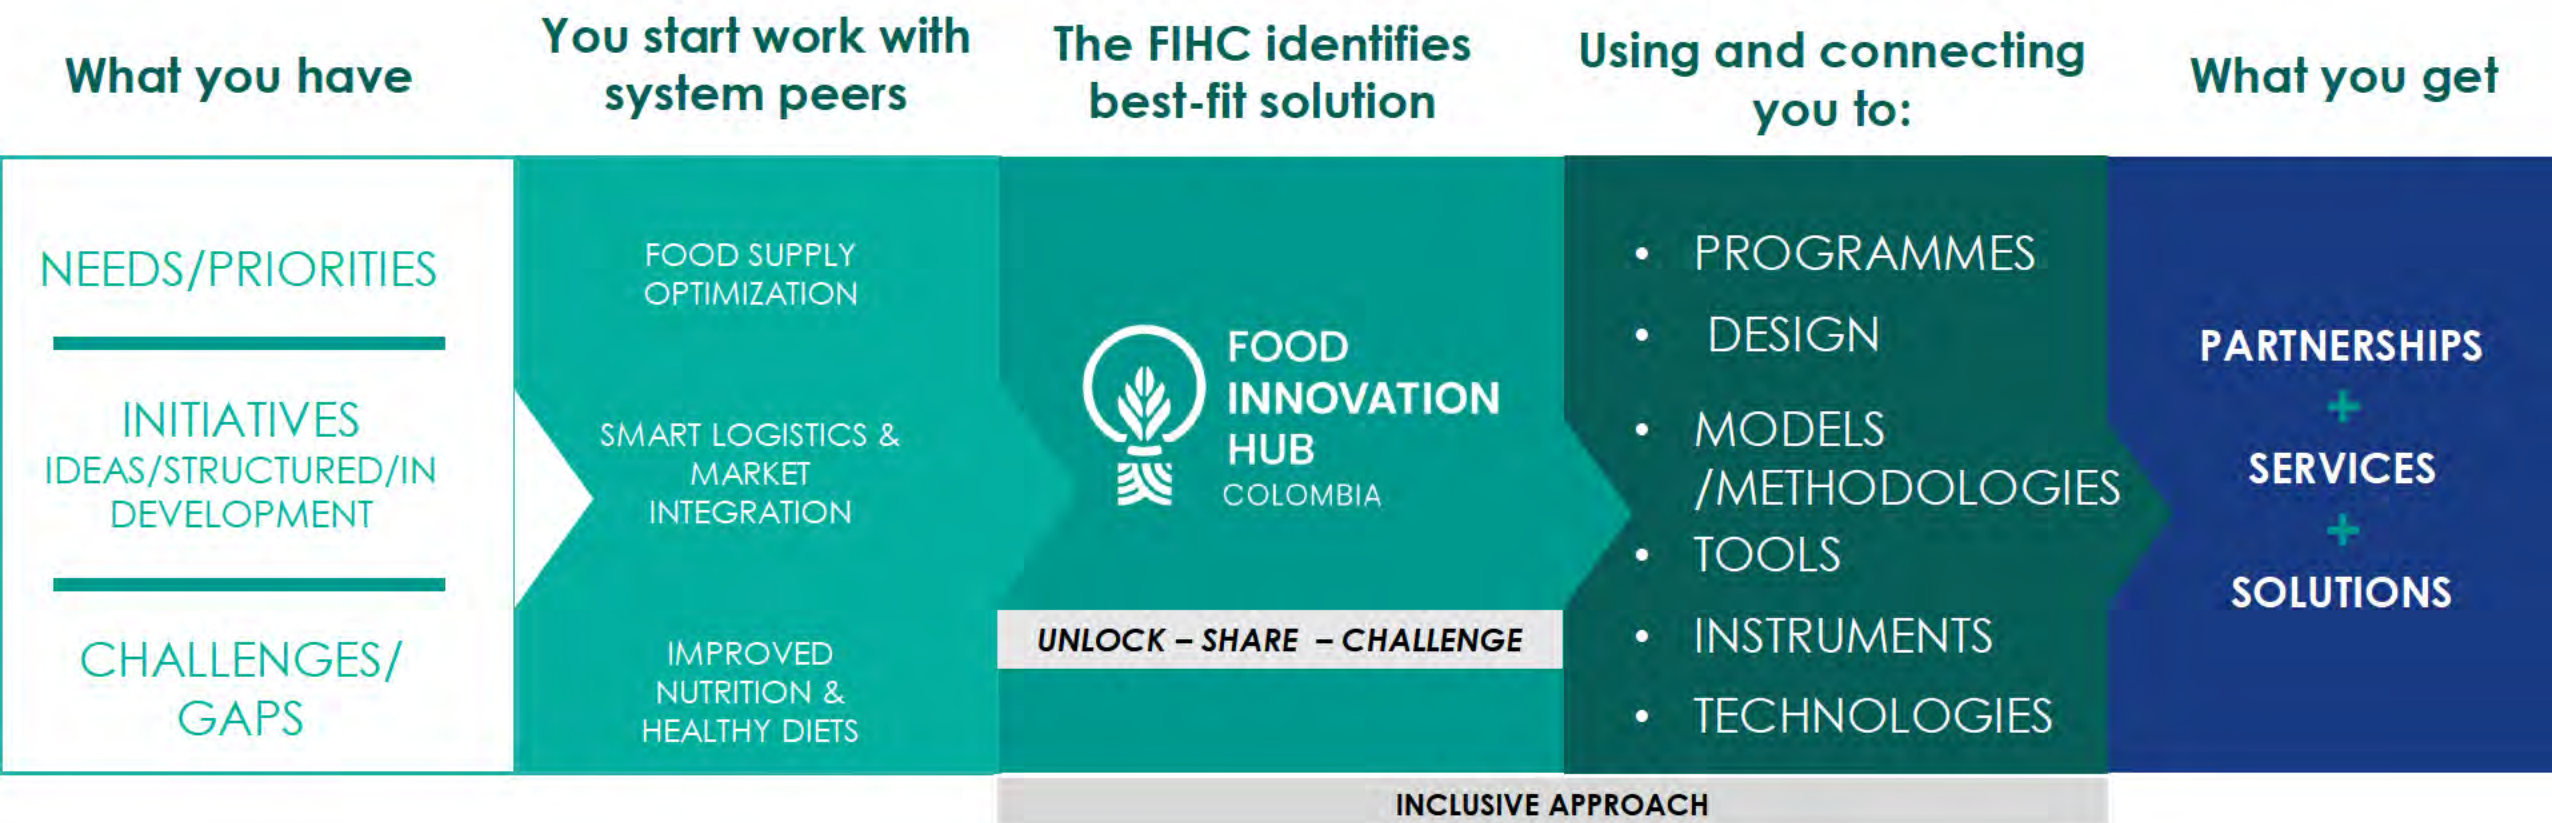 What you have
NEEDS/PRIORITIES
INITIATIVES
IDEAS/STRUCTURED/IN
DEVELOPMENT
CHALLENGES/
GAPS
You start work with
system peers
FOOD SUPPLY
OPTIMIZATION
SMART LOGISTICS &
MARKET
INTEGRATION
IMPROVED
NUTRITION &
HEALTHY DIETS
The FIHC identifies
best-fit solution
FOOD
INNOVATION
HUB
COLOMBIA
UNLOCK – SHARE – CHALLENGE
Using and connecting
you to:
• PROGRAMMES
• DESIGN
• MODELS
/METHODOLOGIES
• TOOLS
• INSTRUMENTS
• TECHNOLOGIES
What you get
PARTNERSHIPS
+
SERVICES
+
SOLUTIONS
INCLUSIVE APPROACH